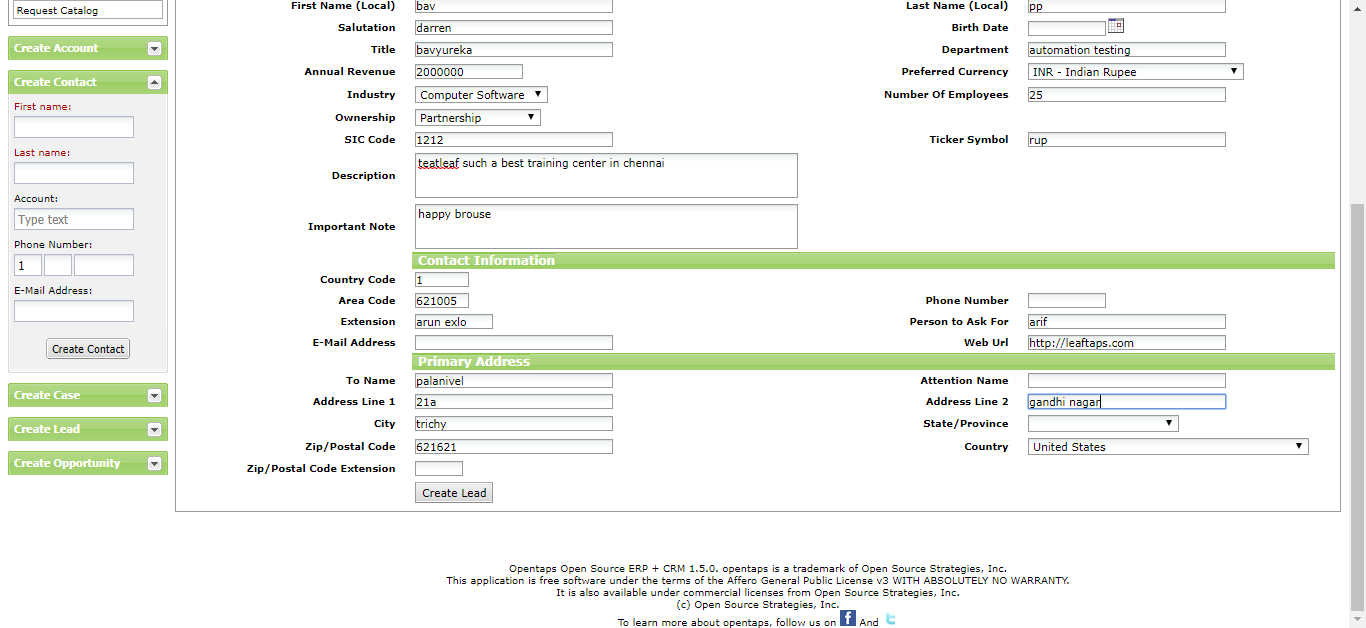 Request Catalog
Create Account
Create Contact
First name:
Last name:
Account:
Type text
Phone Number:
1
E-Mail Address:
Create Contact
Create Case
Create Lead
Create Opportunity
First Name (Local) bav Last Name (Local) pp
Salutation darren Birth Date
Title bavyureka Department automation testing
Annual Revenue 2000000 Preferred Currency INR - Indian Rupee
Industry Computer Software Number Of Employees 25
Ownership Partnership
SIC Code 1212 Ticker Symbol rup
Description teatleaf such a best training center in chennai
Important Note happy brouse
Contact Information
Country Code 1
Area Code 621005 Phone Number
Extension arun exlo Person to Ask For arif
E-Mail Address Web Url http://leaftaps.com
Primary Address
To Name palanivel Attention Name
Address Line 1 21a Address Line 2 gandhi nagar
City trichy State/Province
Zip/Postal Code 621621 Country United States
Zip/Postal Code Extension
Create Lead
Opentaps Open Source ERP + CRM 1.5.0. opentaps is a trademark of Open Source Strategies, Inc.
This application is free software under the terms of the Affero General Public License v3 WITH ABSOLUTELY NO WARRANTY.
It is also available under commercial licenses from Open Source Strategies, Inc.
(c) Open Source Strategies, Inc.
To learn more about opentaps, follow us on f And t